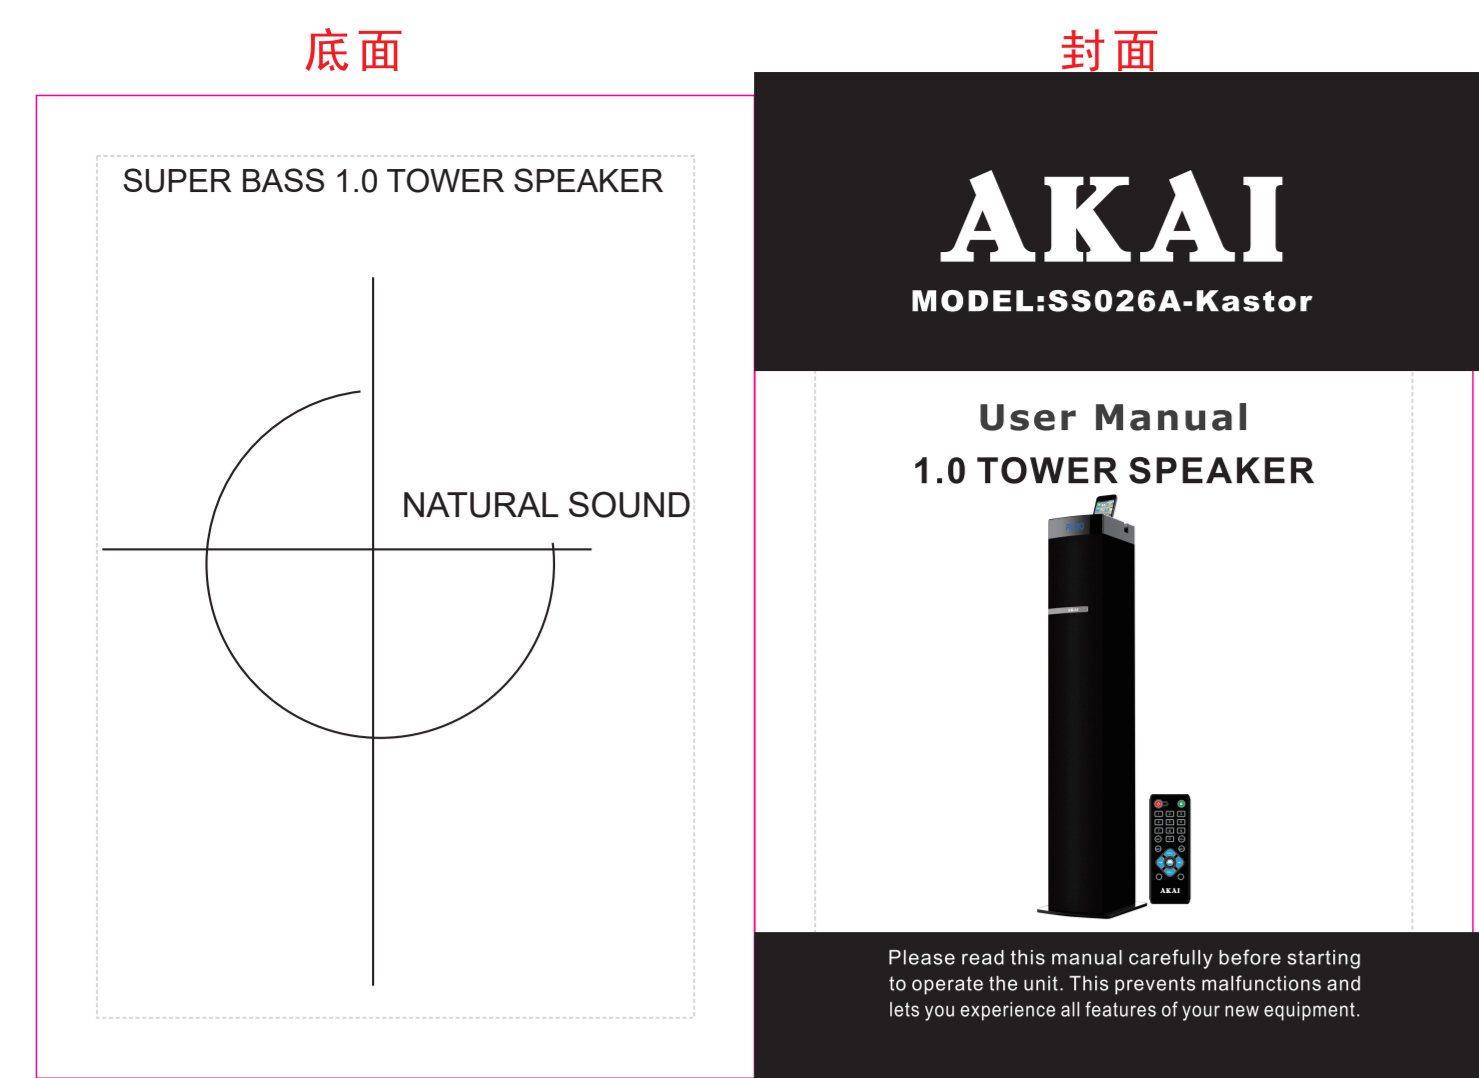 底面
SUPER BASS 1.0 TOWER SPEAKER
NATURAL SOUND
封面
AKAI
MODEL:SS026A-Kastor
User Manual
1.0 TOWER SPEAKER
AKAI
AKAI
Please read this manual carefully before starting
to operate the unit. This prevents malfunctions and
lets you experience all features of your new equipment.